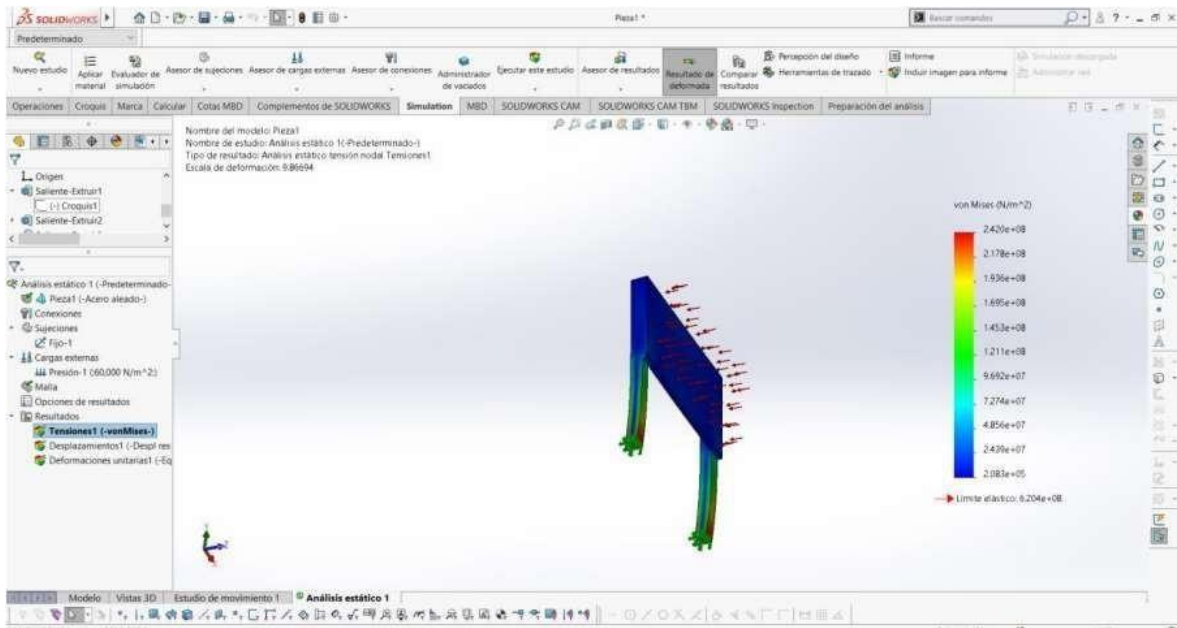 SOLIDWORKS
Pieza1 *
Buscar comandos
Predeterminado
Nuevo estudio
Aplicar material
Evaluador de simulación
Asesor de sujeciones
Asesor de cargas externas
Asesor de conexiones
Administrador de vaciados
Ejecutar este estudio
Asesor de resultados
Resultado de deformada
Comparar resultados
Percepción del diseño
Herramientas de trazado
Informe
Incluir imagen para informe
Simulación descargada
Administrar red
Operaciones
Croquis
Marca
Calcular
Cotas MBD
Complementos de SOLIDWORKS
Simulation
MBD
SOLIDWORKS CAM
SOLIDWORKS CAM TBM
SOLIDWORKS Inspection
Preparación del análisis
Origen
Saliente-Extruir1
(-) Croquis1
Saliente-Extruir2
Análisis estático 1 (-Predeterminado-
Pieza1 (-Acero aleado-)
Conexiones
Sujeciones
Fijo-1
Cargas externas
Presión-1 (:60,000 N/m^2:)
Malla
Opciones de resultados
Resultados
Tensiones1 (-vonMises-)
Desplazamientos1 (-Despl res
Deformaciones unitarias1 (-Eq
Nombre del modelo: Pieza1
Nombre de estudio: Análisis estático 1(-Predeterminado-)
Tipo de resultado: Análisis estático tensión nodal Tensiones1
Escala de deformación: 9.86694
von Mises (N/m^2)
2.420e+08
2.178e+08
1.936e+08
1.695e+08
1.453e+08
1.211e+08
9.692e+07
7.274e+07
4.856e+07
2.439e+07
2.083e+05
Límite elástico: 6.204e+08
Modelo
Vistas 3D
Estudio de movimiento 1
Análisis estático 1